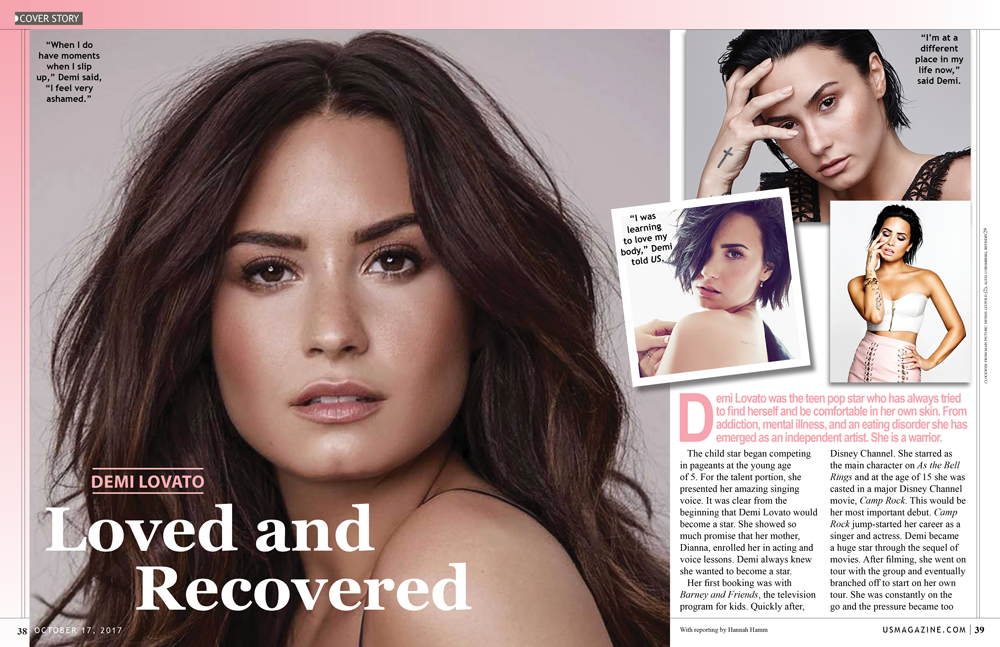 COVER STORY
“When I do
have moments
when I slip
up,” Demi said,
“I feel very
ashamed.”
DEMI LOVATO
Loved and
Recovered
38 OCTOBER 17, 2017
“I’m at a
different
place in my
life now,”
said Demi.
“I was
learning
to love my
body,” Demi
told US.
Demi Lovato was the teen pop star who has always tried
to find herself and be comfortable in her own skin. From
addiction, mental illness, and an eating disorder she has
emerged as an independent artist. She is a warrior.
The child star began competing
in pageants at the young age
of 5. For the talent portion, she
presented her amazing singing
voice. It was clear from the
beginning that Demi Lovato would
become a star. She showed so
much promise that her mother,
Dianna, enrolled her in acting and
voice lessons. Demi always knew
she wanted to become a star.
Her first booking was with
Barney and Friends, the television
program for kids. Quickly after,
Disney Channel. She starred as
the main character on As the Bell
Rings and at the age of 15 she was
casted in a major Disney Channel
movie, Camp Rock. This would be
her most important debut. Camp
Rock jump-started her career as a
singer and actress. Demi became
a huge star through the sequel of
movies. After filming, she went on
tour with the group and eventually
branched off to start on her own
tour. She was constantly on the
go and the pressure became too
With reporting by Hannah Hamm
USMAGAZINE.COM | 39